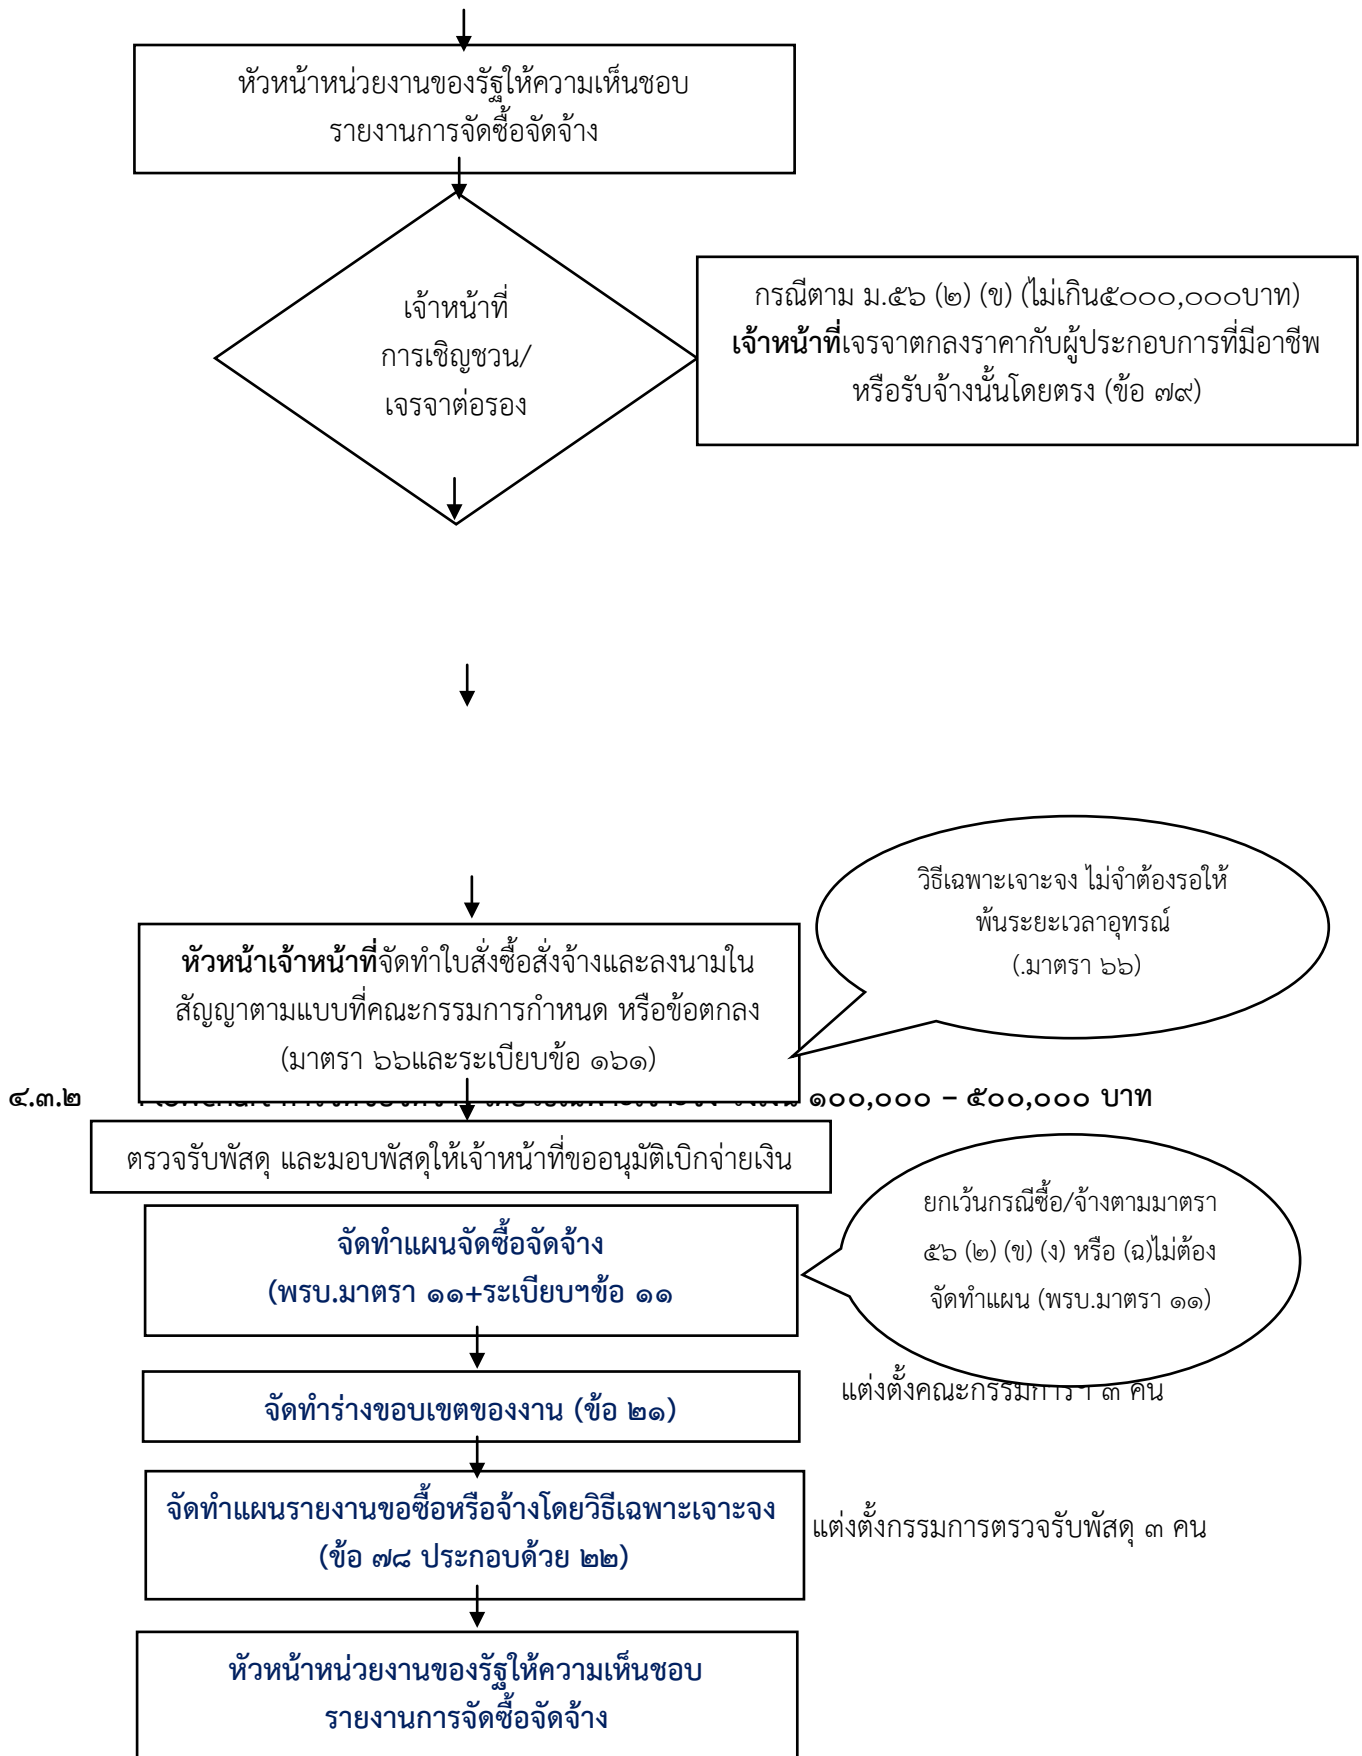 หัวหน้าหน่วยงานของรัฐให้ความเห็นชอบ
รายงานการจัดซื้อจัดจ้าง
เจ้าหน้าที่
การเชิญชวน/
เจรจาต่อรอง
กรณีตาม ม.๕๖ (๒) (ข) (ไม่เกิน๕๐๐๐,๐๐๐บาท)
เจ้าหน้าที่เจรจาตกลงราคากับผู้ประกอบการที่มีอาชีพ
หรือรับจ้างนั้นโดยตรง (ข้อ ๗๙)
วิธีเฉพาะเจาะจง ไม่จำต้องรอให้
พ้นระยะเวลาอุทรณ์
(.มาตรา ๖๖)
หัวหน้าเจ้าหน้าที่จัดทำใบสั่งซื้อสั่งจ้างและลงนามใน
สัญญาตามแบบที่คณะกรรมการกำหนด หรือข้อตกลง
(มาตรา ๖๖และระเบียบข้อ ๑๖๑)
๔.๓.๒ ๑๐๐,๐๐๐ – ๕๐๐,๐๐๐ บาท
ตรวจรับพัสดุ และมอบพัสดุให้เจ้าหน้าที่ขออนุมัติเบิกจ่ายเงิน
จัดทำแผนจัดซื้อจัดจ้าง
(พรบ.มาตรา ๑๑+ระเบียบฯข้อ ๑๑
ยกเว้นกรณีซื้อ/จ้างตามมาตรา
๕๖ (๒) (ข) (ง) หรือ (ฉ)ไม่ต้อง
จัดทำแผน (พรบ.มาตรา ๑๑)
จัดทำร่างขอบเขตของงาน (ข้อ ๒๑)
แต่งตั้งคณะกรรมการฯ ๓ คน
จัดทำแผนรายงานขอซื้อหรือจ้างโดยวิธีเฉพาะเจาะจง
(ข้อ ๗๘ ประกอบด้วย ๒๒)
แต่งตั้งกรรมการตรวจรับพัสดุ ๓ คน
หัวหน้าหน่วยงานของรัฐให้ความเห็นชอบ
รายงานการจัดซื้อจัดจ้าง